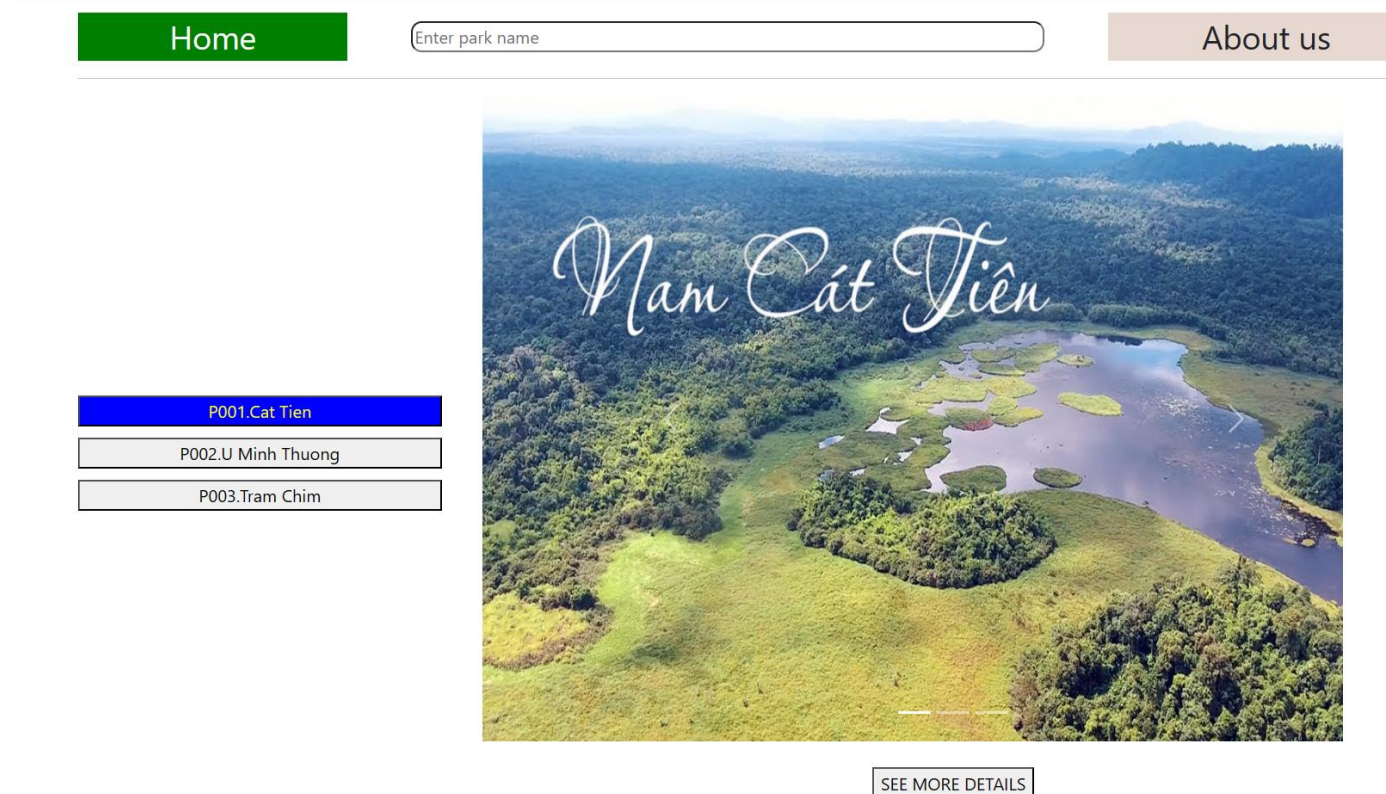 Home
Enter park name
About us
Nam Cát Tiên
P001.Cat Tien
P002.U Minh Thuong
P003.Tram Chim
SEE MORE DETAILS